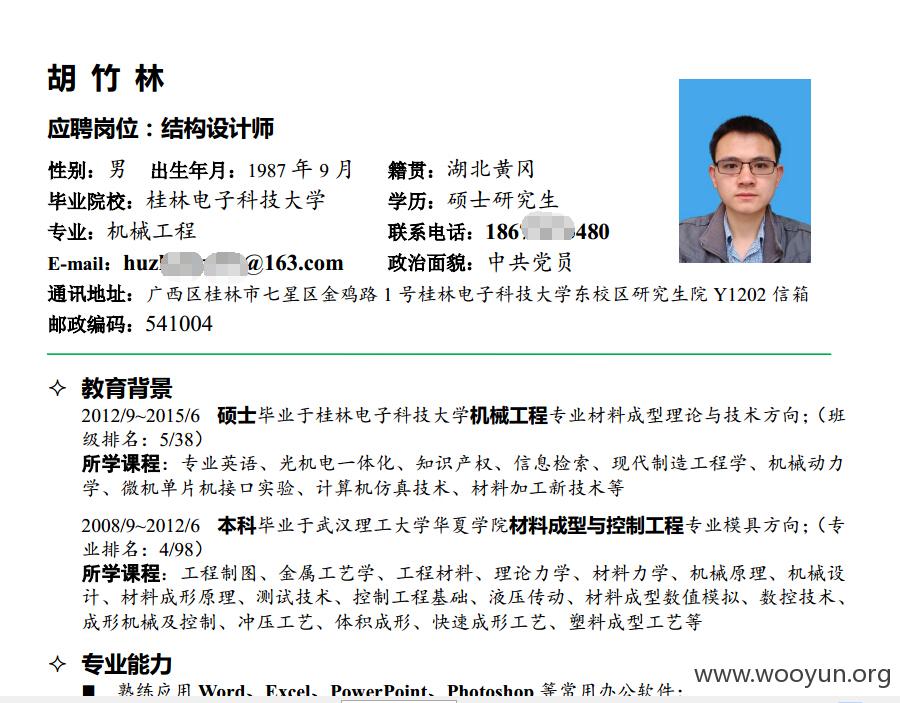 胡竹林
应聘岗位：结构设计师
性别：男 出生年月：1987年9月 籍贯：湖北黄冈
毕业院校：桂林电子科技大学 学历：硕士研究生
专业：机械工程 联系电话：186 480
E-mail：huz @163.com 政治面貌：中共党员
通讯地址：广西区桂林市七星区金鸡路1号桂林电子科技大学东校区研究生院Y1202信箱
邮政编码：541004
✧ 教育背景
2012/9~2015/6 硕士毕业于桂林电子科技大学机械工程专业材料成型理论与技术方向;（班
级排名：5/38）
所学课程：专业英语、光机电一体化、知识产权、信息检索、现代制造工程学、机械动力
学、微机单片机接口实验、计算机仿真技术、材料加工新技术等
2008/9~2012/6 本科毕业于武汉理工大学华夏学院材料成型与控制工程专业模具方向;（专
业排名：4/98）
所学课程：工程制图、金属工艺学、工程材料、理论力学、材料力学、机械原理、机械设
计、材料成形原理、测试技术、控制工程基础、液压传动、材料成型数值模拟、数控技术、
成形机械及控制、冲压工艺、体积成形、快速成形工艺、塑料成型工艺等
✧ 专业能力
■ 熟练应用 Word、Excel、PowerPoint、Photoshop 等常用办公软件;
www.wooyun.org